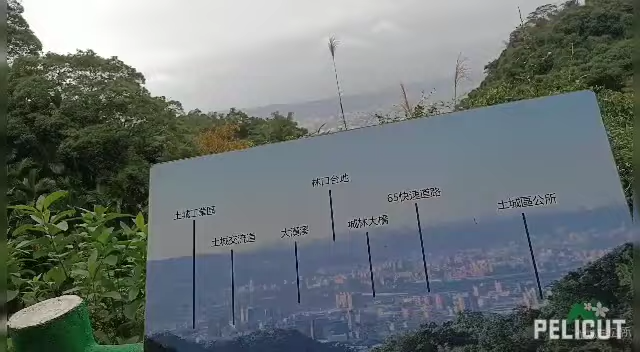 土城工業區
土城交流道
大漢溪
林口台地
城林大橋
65快速道路
土城區公所
PELICUT